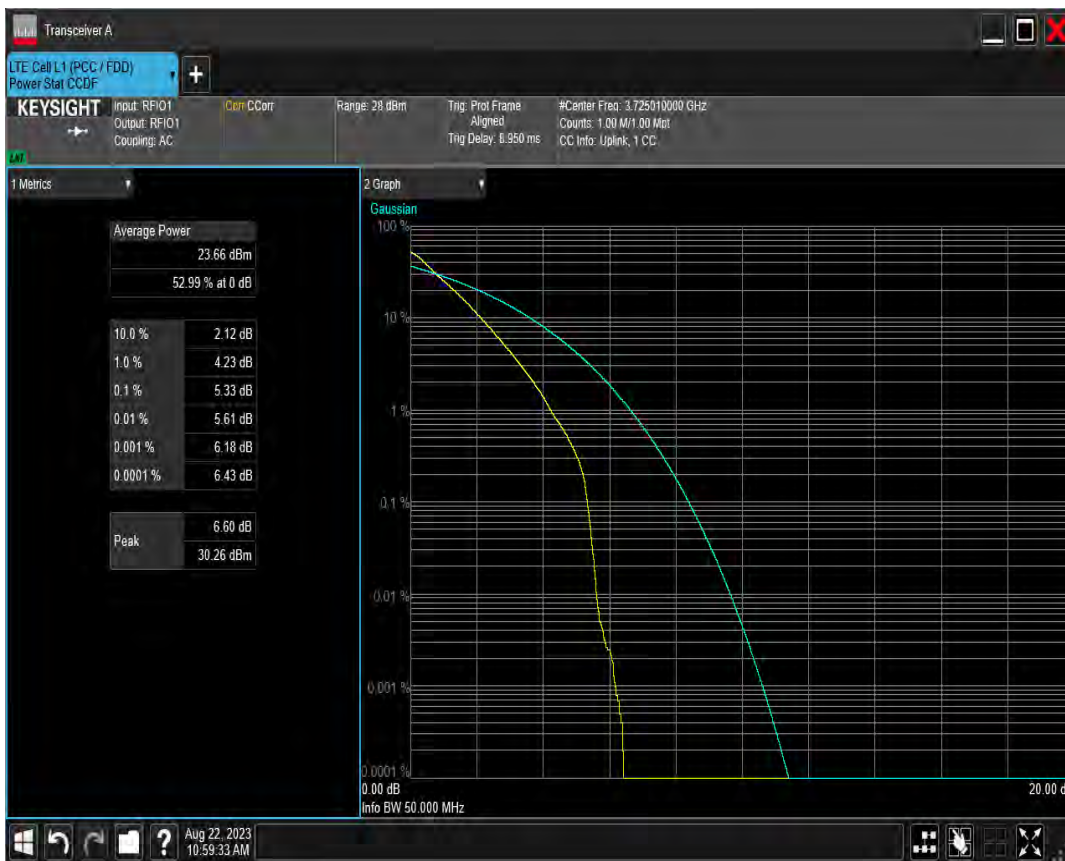 Transceiver A
LTE Cell L1 (PCC / FDD)
Power Stat CCDF
+
KEYSIGHT
Input: RFIO1
Output: RFIO1
Coupling: AC
Corr CCorr
Range: 28 dBm
Trig: Prot Frame
Aligned
Trig Delay: 8.950 ms
#Center Freq: 3.725010000 GHz
Counts: 1.00 M/1.00 Mpt
CC Info: Uplink, 1 CC
1 Metrics
Average Power
23.66 dBm
52.99 % at 0 dB
10.0 % 2.12 dB
1.0 % 4.23 dB
0.1 % 5.33 dB
0.01 % 5.61 dB
0.001 % 6.18 dB
0.0001 % 6.43 dB
Peak
6.60 dB
30.26 dBm
2 Graph
Gaussian
100 %
10 %
1 %
0.1 %
0.01 %
0.001 %
0.0001 %
0.00 dB
20.00 d
Info BW 50.000 MHz
?
Aug 22, 2023
10:59:33 AM